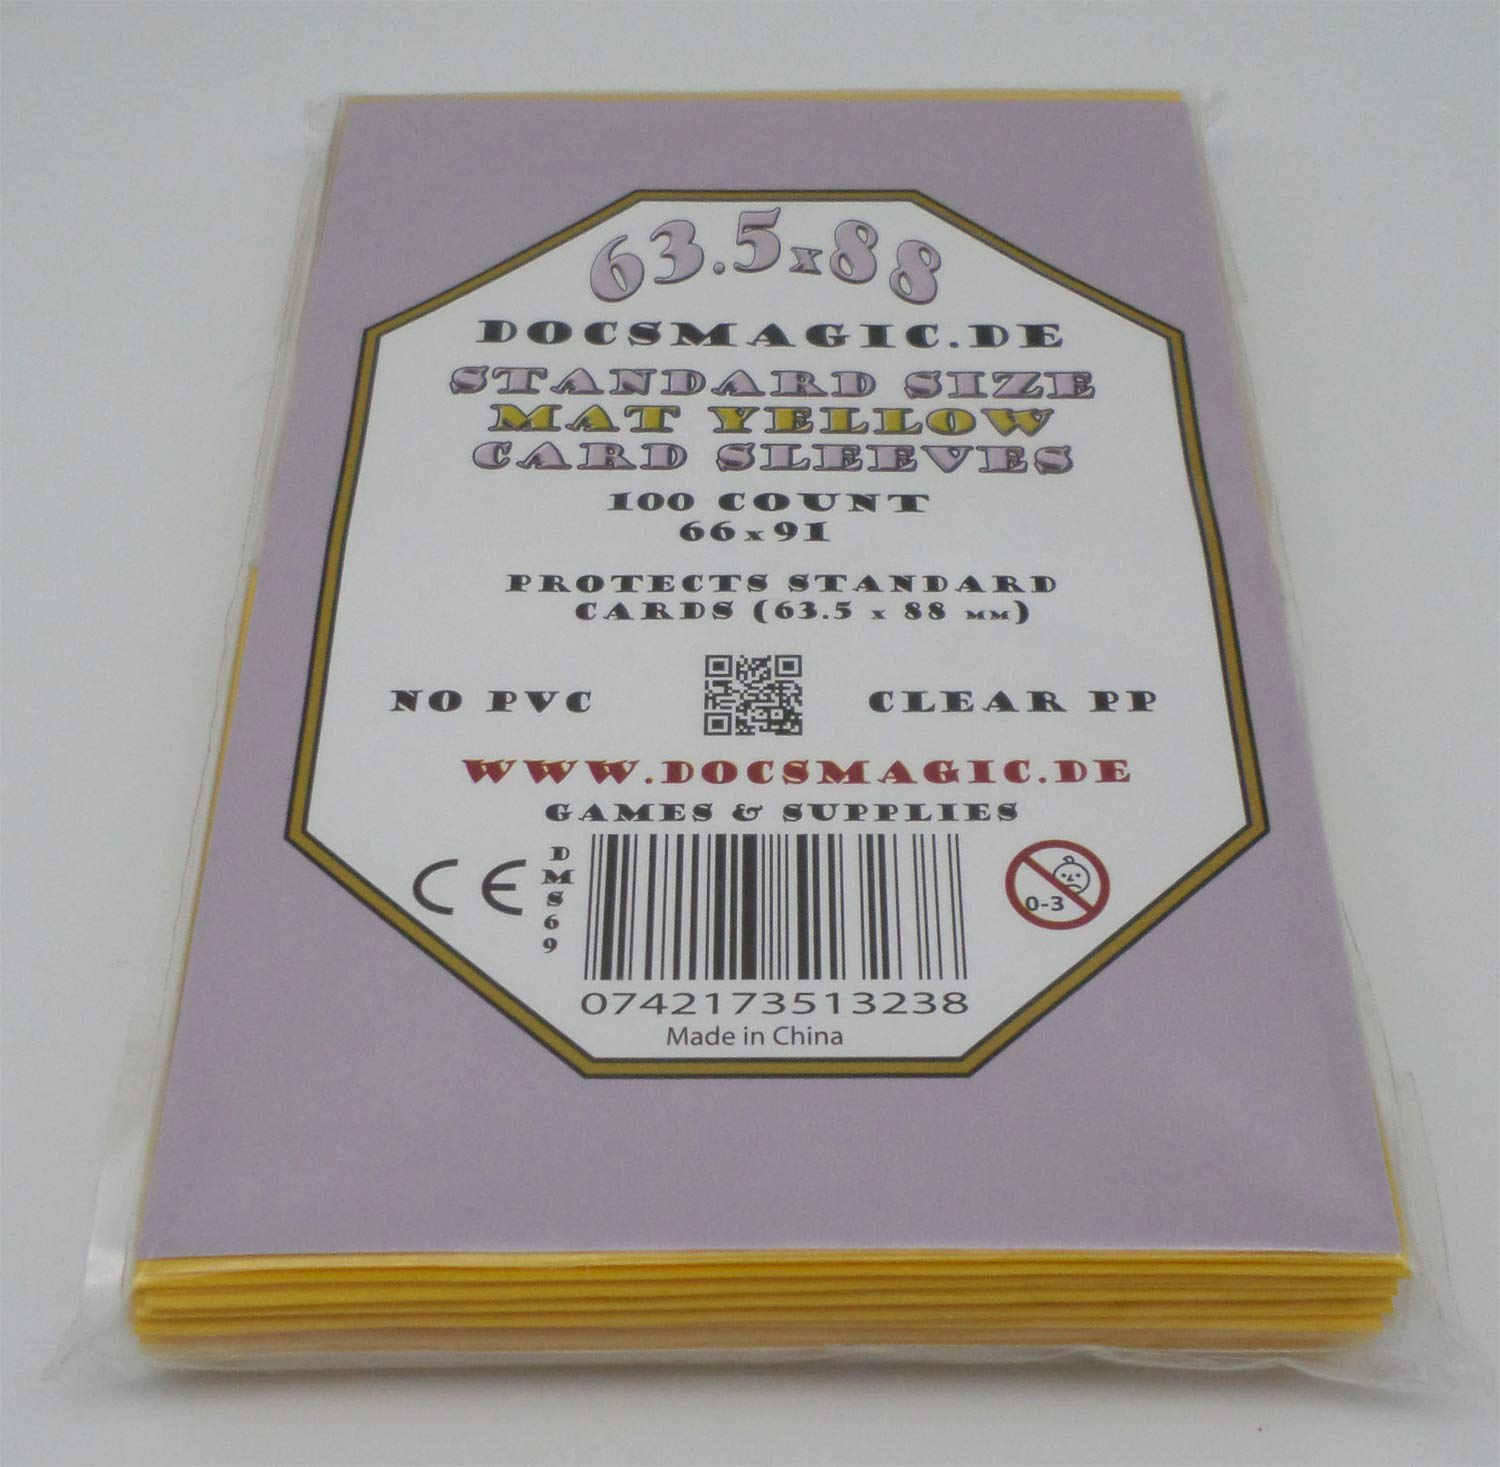 63.5x88
DOCSMAGIC.DE
STANDARD SIZE
MAT YELLOW
CARD SLEEVES
100 COUNT
66x91
PROTECTS STANDARD
CARDS (63.5 x 88 MM)
NO PVC
CLEAR PP
WWW.DOCSMAGIC.DE
GAMES & SUPPLIES
CE
DMS69
0-3
0742173513238
Made in China